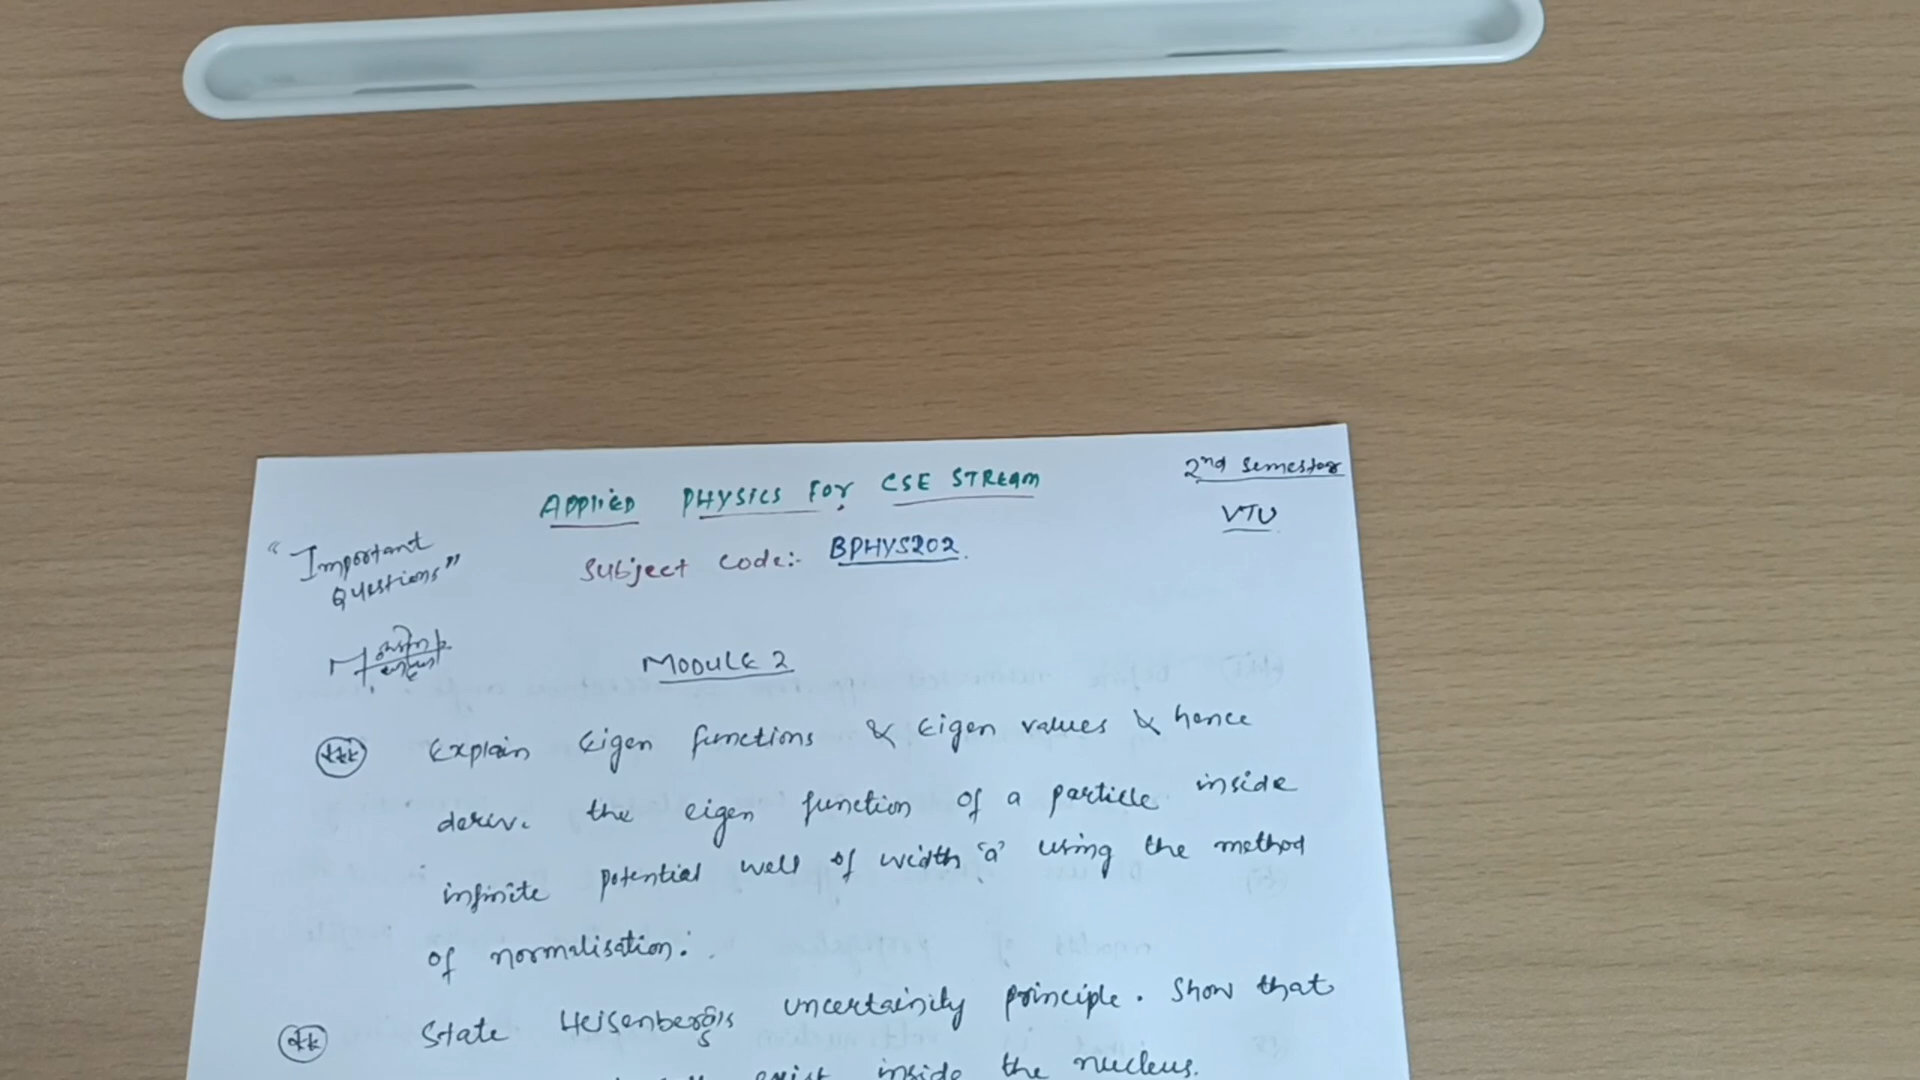 APPLIED PHYSICS FOR CSE STREAM
2nd Semester
VTU
"Important
Questions"
Subject Code:- BPHYS202.
MODULE 2
*** Explain Eigen functions & Eigen values & hence
derive the eigen function of a particle inside
infinite potential well of width 'a' using the method
of normalisation.
** State Heisenberg's uncertainity principle. Show that
exist inside the nucleus.